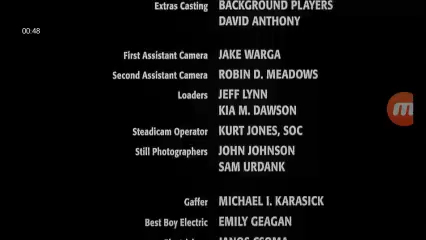 Extras Casting BACKGROUND PLAYERS
DAVID ANTHONY
00:48
First Assistant Camera JAKE WARGA
Second Assistant Camera ROBIN D. MEADOWS
Loaders JEFF LYNN
KIA M. DAWSON
Steadicam Operator KURT JONES, SOC
Still Photographers JOHN JOHNSON
SAM URDANK
Gaffer MICHAEL I. KARASICK
Best Boy Electric EMILY GEAGAN